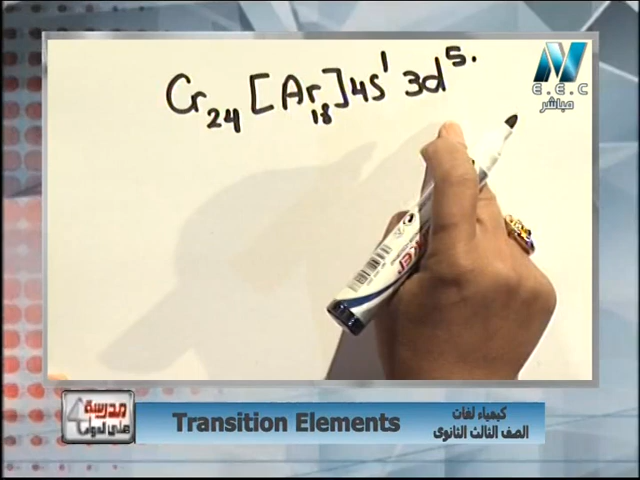 Cr₂₄ [Ar₁₈] 4s¹ 3d⁵.
E.E.C
مباشر
مدرسة
على الهواء
Transition Elements
كيمياء لغات
الصف الثالث الثانوى